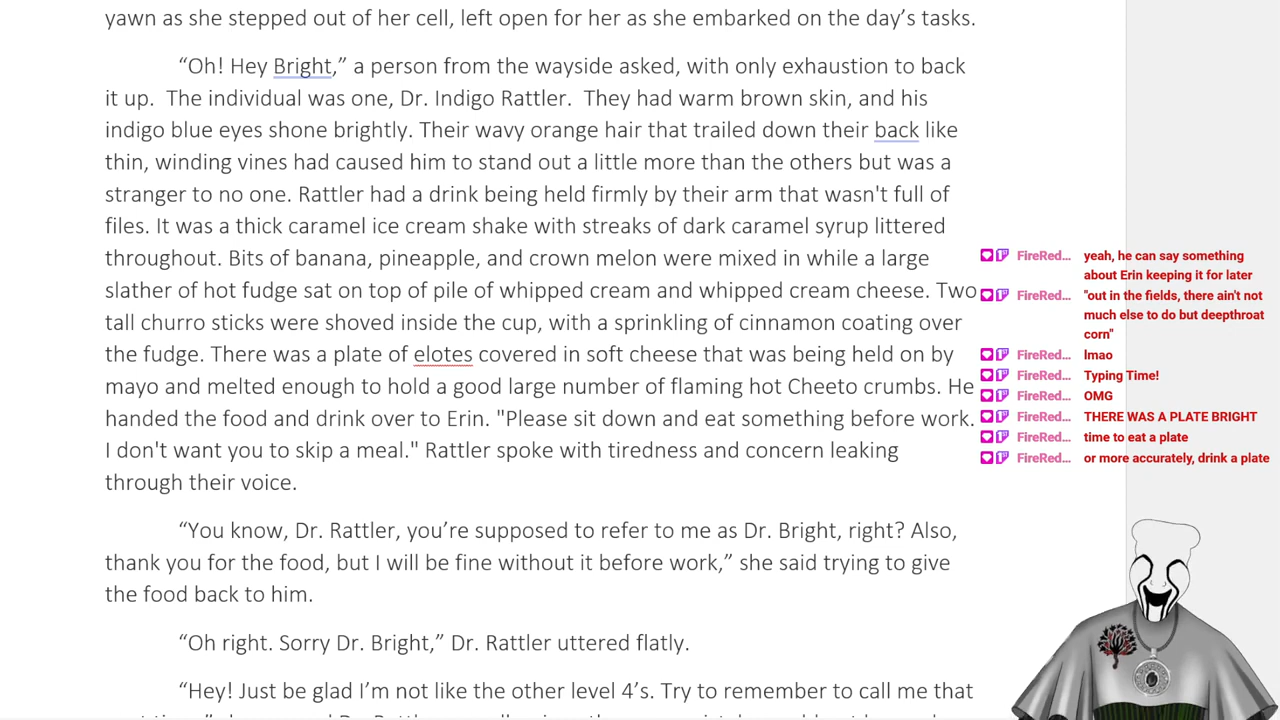 yawn as she stepped out of her cell, left open for her as she embarked on the day’s tasks.
“Oh! Hey Bright,” a person from the wayside asked, with only exhaustion to back
it up.  The individual was one, Dr. Indigo Rattler.  They had warm brown skin, and his
indigo blue eyes shone brightly. Their wavy orange hair that trailed down their back like
thin, winding vines had caused him to stand out a little more than the others but was a
stranger to no one. Rattler had a drink being held firmly by their arm that wasn't full of
files. It was a thick caramel ice cream shake with streaks of dark caramel syrup littered
throughout. Bits of banana, pineapple, and crown melon were mixed in while a large
slather of hot fudge sat on top of pile of whipped cream and whipped cream cheese. Two
tall churro sticks were shoved inside the cup, with a sprinkling of cinnamon coating over
the fudge. There was a plate of elotes covered in soft cheese that was being held on by
mayo and melted enough to hold a good large number of flaming hot Cheeto crumbs. He
handed the food and drink over to Erin. "Please sit down and eat something before work.
I don't want you to skip a meal." Rattler spoke with tiredness and concern leaking
through their voice.
“You know, Dr. Rattler, you’re supposed to refer to me as Dr. Bright, right? Also,
thank you for the food, but I will be fine without it before work,” she said trying to give
the food back to him.
“Oh right. Sorry Dr. Bright,” Dr. Rattler uttered flatly.
“Hey! Just be glad I’m not like the other level 4’s. Try to remember to call me that
FireRed... yeah, he can say something
about Erin keeping it for later
FireRed... "out in the fields, there ain't not
much else to do but deepthroat
corn"
FireRed... lmao
FireRed... Typing Time!
FireRed... OMG
FireRed... THERE WAS A PLATE BRIGHT
FireRed... time to eat a plate
FireRed... or more accurately, drink a plate